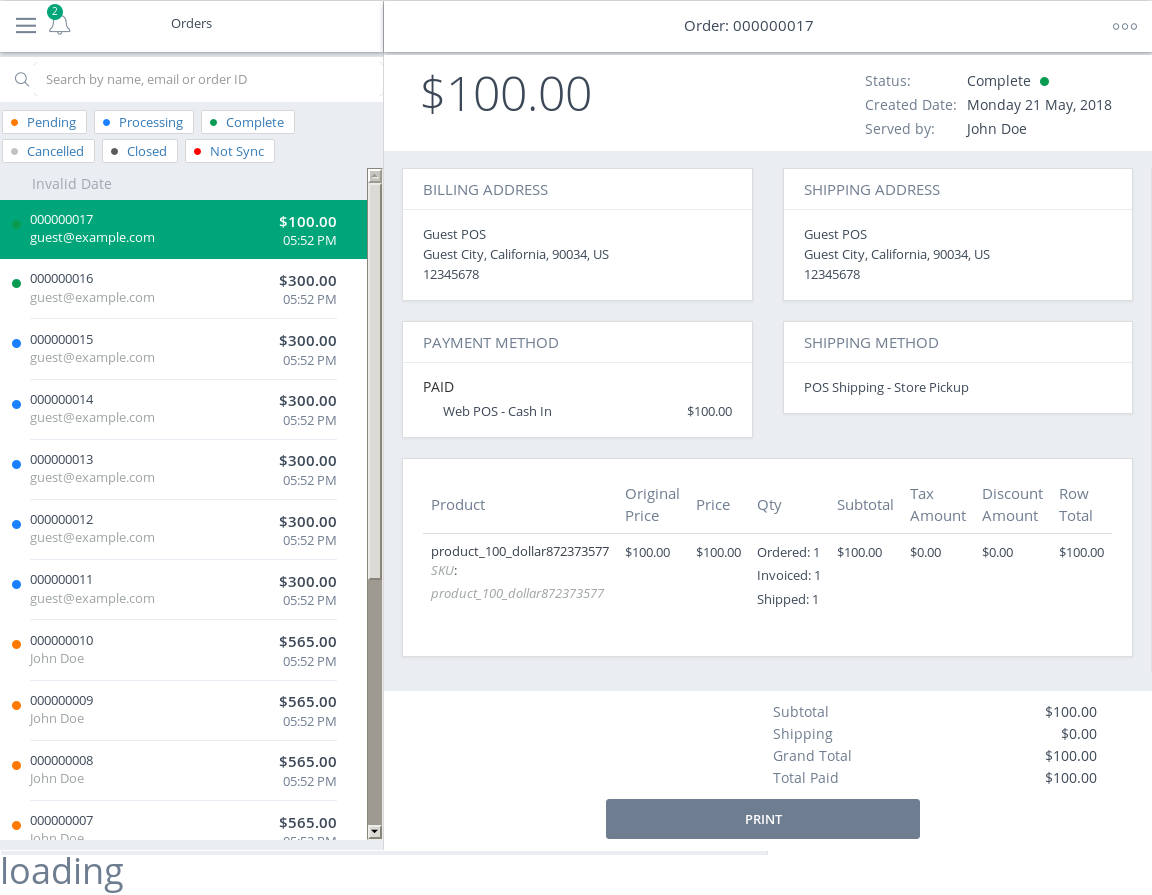 2
Orders
Search by name, email or order ID
Pending
Processing
Complete
Cancelled
Closed
Not Sync
Invalid Date
000000017 $100.00
guest@example.com 05:52 PM
000000016 $300.00
guest@example.com 05:52 PM
000000015 $300.00
guest@example.com 05:52 PM
000000014 $300.00
guest@example.com 05:52 PM
000000013 $300.00
guest@example.com 05:52 PM
000000012 $300.00
guest@example.com 05:52 PM
000000011 $300.00
guest@example.com 05:52 PM
000000010 $565.00
John Doe 05:52 PM
000000009 $565.00
John Doe 05:52 PM
000000008 $565.00
John Doe 05:52 PM
000000007 $565.00
John Doe 05:52 PM
Order: 000000017
$100.00
Status: Complete
Created Date: Monday 21 May, 2018
Served by: John Doe
BILLING ADDRESS
Guest POS
Guest City, California, 90034, US
12345678
SHIPPING ADDRESS
Guest POS
Guest City, California, 90034, US
12345678
PAYMENT METHOD
PAID
Web POS - Cash In $100.00
SHIPPING METHOD
POS Shipping - Store Pickup
Product Original Price Price Qty Subtotal Tax Amount Discount Amount Row Total
product_100_dollar872373577 $100.00 $100.00 Ordered: 1 $100.00 $0.00 $0.00 $100.00
SKU: Invoiced: 1
product_100_dollar872373577 Shipped: 1
Subtotal $100.00
Shipping $0.00
Grand Total $100.00
Total Paid $100.00
PRINT
loading